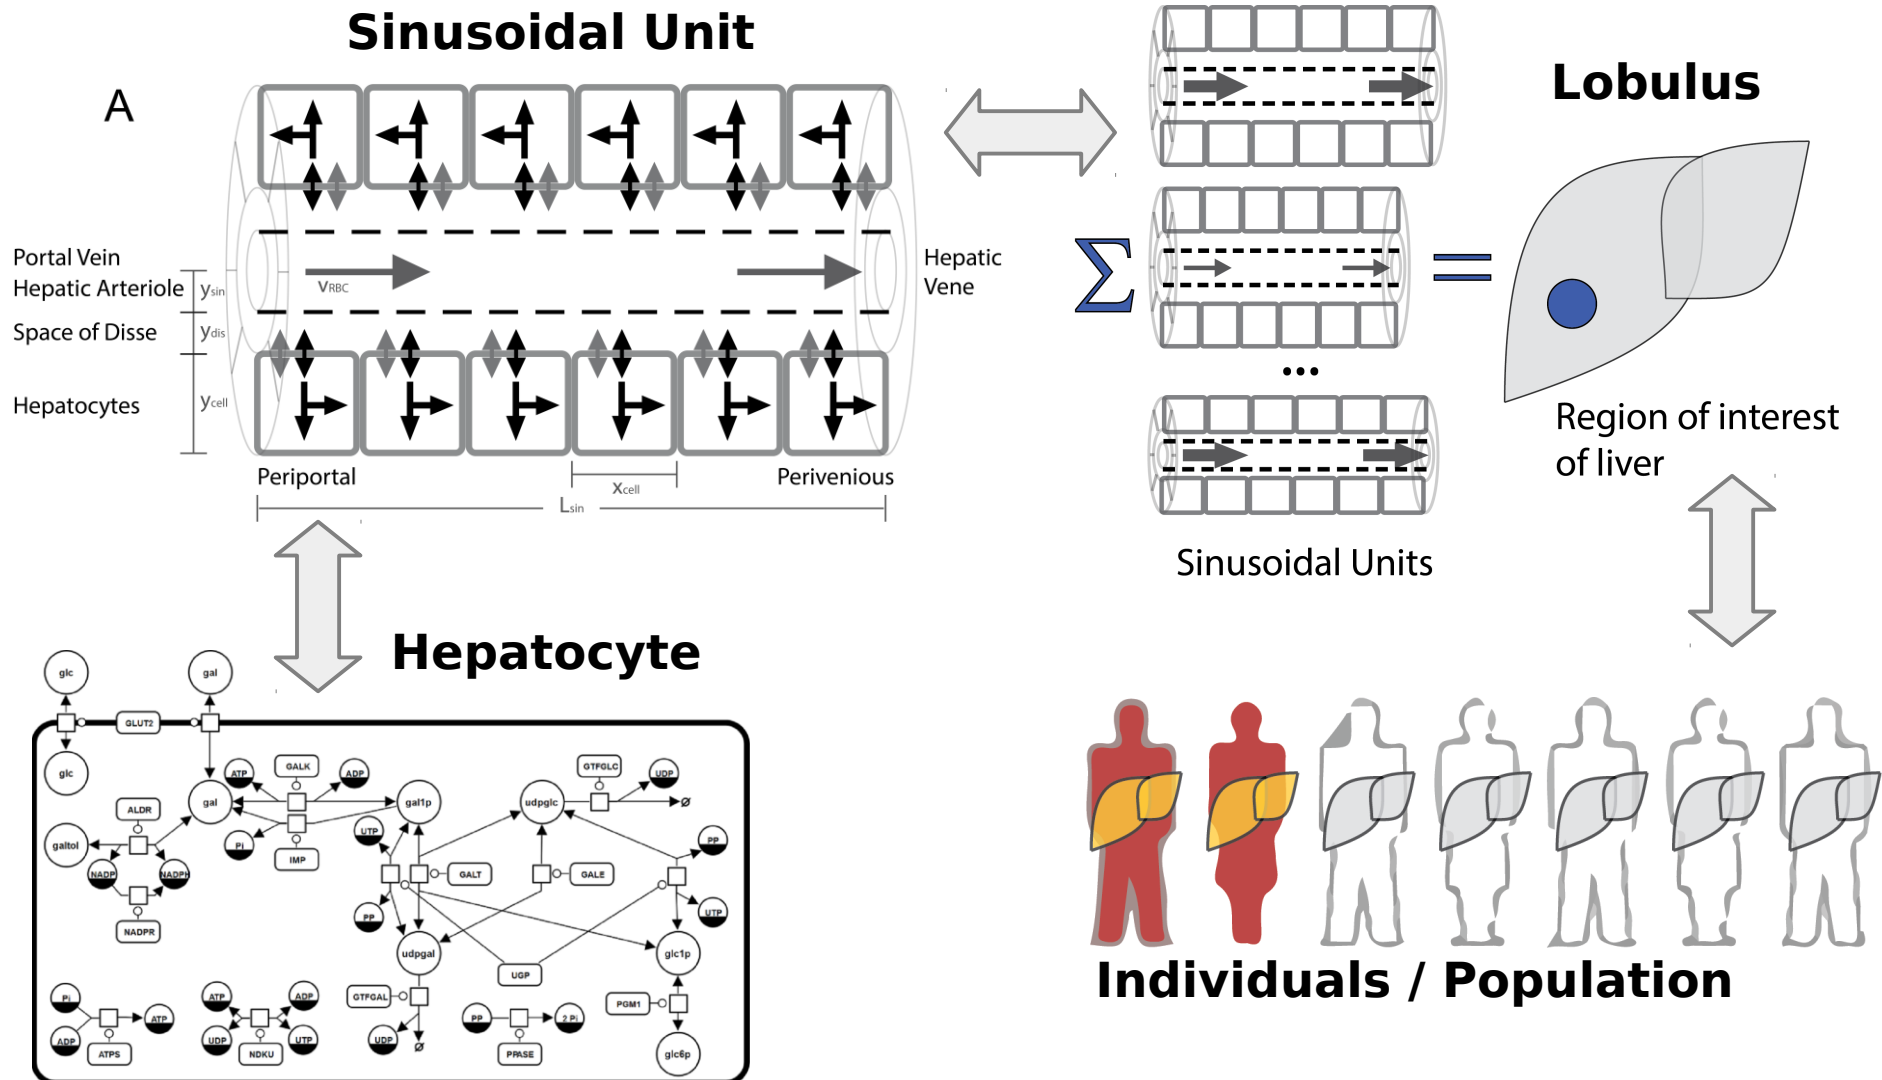 Sinusoidal Unit
A
Portal Vein
Hepatic Arteriole
Space of Disse
Hepatocytes
ysin
ydis
ycell
vRBC
Hepatic
Vene
Periportal
Perivenious
xcell
Lsin
Σ
=
...
Sinusoidal Units
Lobulus
Region of interest
of liver
Hepatocyte
glc
gal
GLUT2
glc
gal
ATP
GALK
ADP
gal1p
udpglc
GTFGLC
UDP
ø
ALDR
galtol
NADP
NADPH
NADPR
Pi
IMP
UTP
PP
GALT
GALE
PP
UTP
udpgal
UGP
glc1p
GTFGAL
UDP
ø
PGM1
glc6p
Pi
ADP
ATP
ATPS
ATP
UDP
ADP
UTP
NDKU
PP
2 Pi
PPASE
Individuals / Population